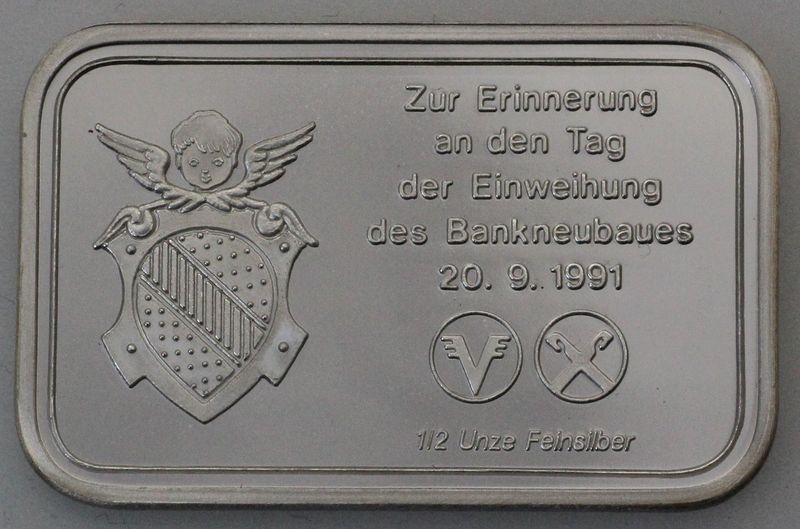 Zur Erinnerung
an den Tag
der Einweihung
des Bankneubaues
20. 9. 1991
V
1/2 Unze Feinsilber